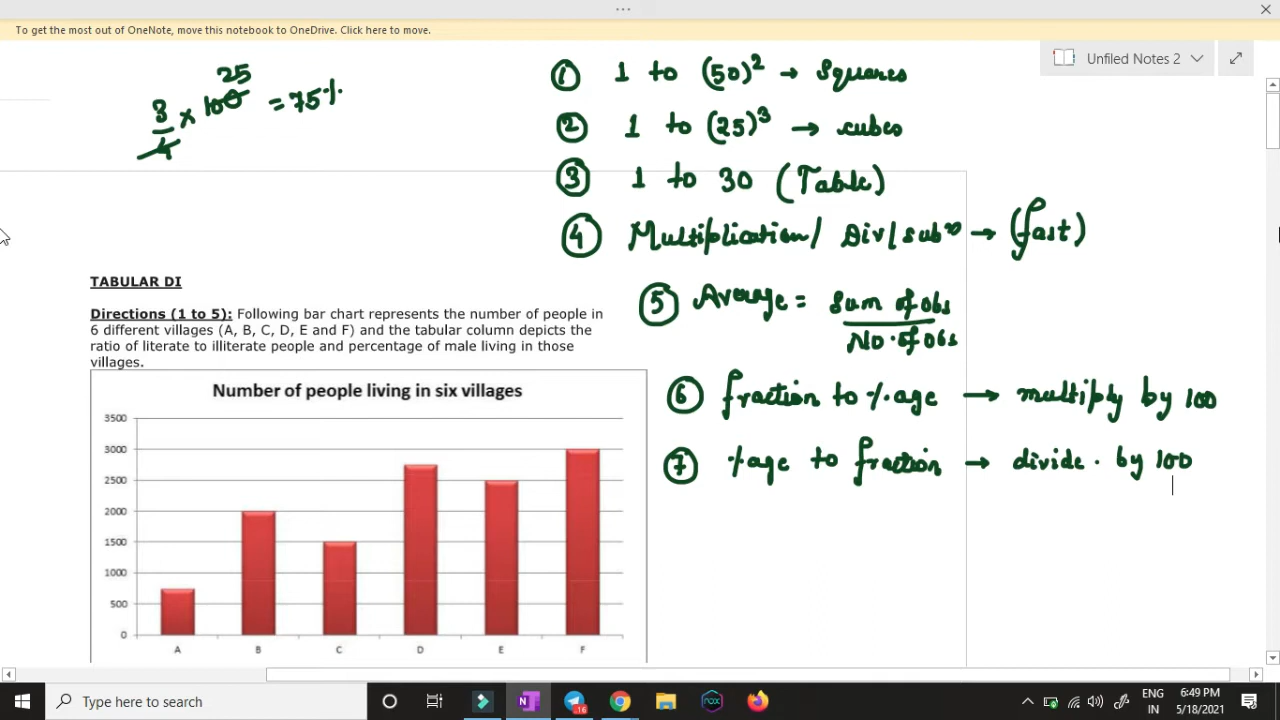 To get the most out of OneNote, move this notebook to OneDrive. Click here to move.
Unfiled Notes 2
3/4 × 100 25 = 75%
① 1 to (50)² → Squares
② 1 to (25)³ → cubes
③ 1 to 30 (Table)
④ Multiplication/ Div/subⁿ → (fast)
⑤ Average = Sum of obs
No. of obs
⑥ fraction to %age → multiply by 100
⑦ %age to fraction → divide. by 100
TABULAR DI
Directions (1 to 5): Following bar chart represents the number of people in
6 different villages (A, B, C, D, E and F) and the tabular column depicts the
ratio of literate to illiterate people and percentage of male living in those
villages.
Number of people living in six villages
3500
3000
2500
2000
1500
1000
500
0
A B C D E F
Type here to search
16
nox
ENG
IN
6:49 PM
5/18/2021